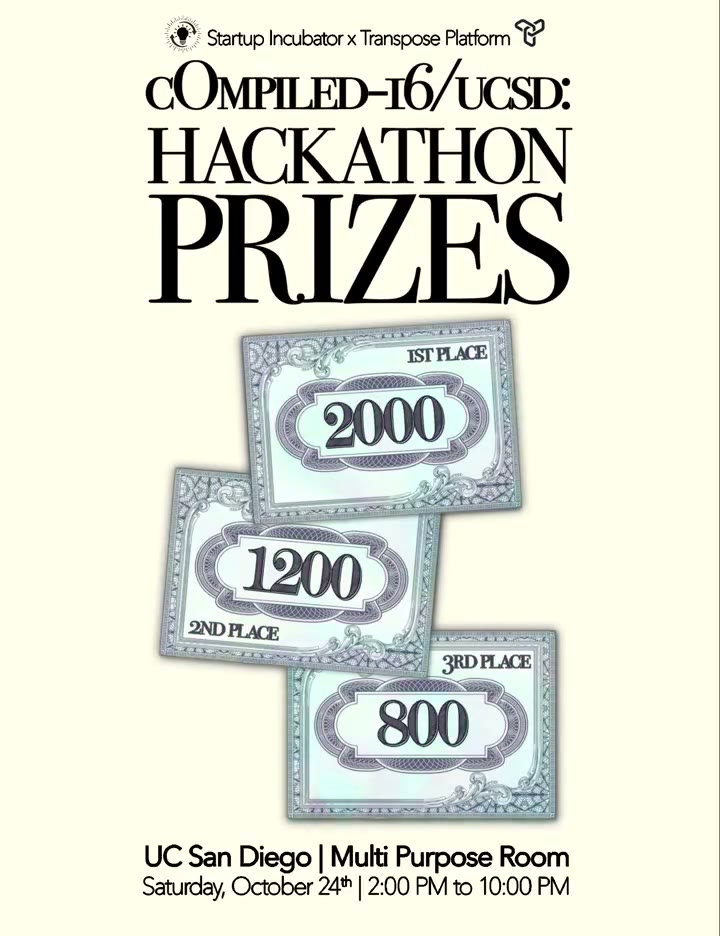 Startup Incubator x Transpose Platform
cOMPILED-16/UCSD:
HACKATHON
PRIZES
1ST PLACE
2000
1200
2ND PLACE
3RD PLACE
800
UC San Diego | Multi Purpose Room
Saturday, October 24th | 2:00 PM to 10:00 PM